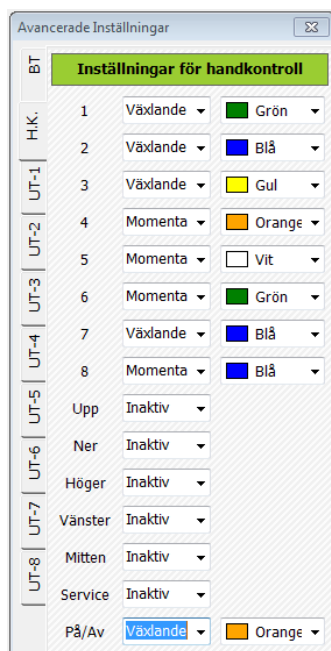 Avancerade Inställningar
BT
H.K.
UT-1
UT-2
UT-3
UT-4
UT-5
UT-6
UT-7
UT-8
Inställningar för handkontroll
1 Växlande Grön
2 Växlande Blå
3 Växlande Gul
4 Momenta Orange
5 Momenta Vit
6 Momenta Grön
7 Växlande Blå
8 Momenta Blå
Upp Inaktiv
Ner Inaktiv
Höger Inaktiv
Vänster Inaktiv
Mitten Inaktiv
Service Inaktiv
På/Av Växlande Orange